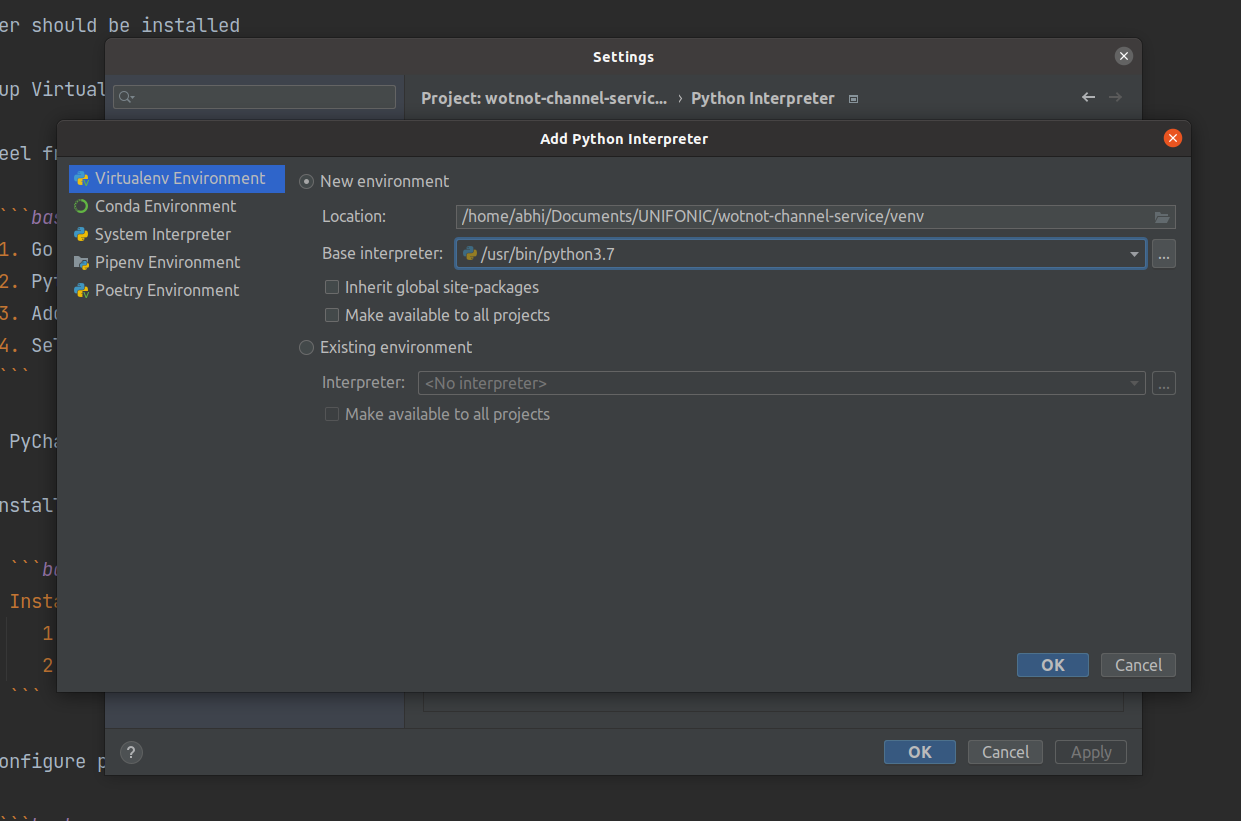 er should be installed
Settings
up Virtual
Project: wotnot-channel-servic... › Python Interpreter
Add Python Interpreter
eel fr
Virtualenv Environment
New environment
Conda Environment
```bas
Location: /home/abhi/Documents/UNIFONIC/wotnot-channel-service/venv
System Interpreter
1. Go
Base interpreter: /usr/bin/python3.7 ...
Pipenv Environment
2. Pyt
Inherit global site-packages
Poetry Environment
3. Add
Make available to all projects
4. Sel
Existing environment
```
Interpreter: <No interpreter> ...
Make available to all projects
PyCha
nstall
```ba
Insta
1
2
```
OK Cancel
? OK Cancel Apply
onfigure p